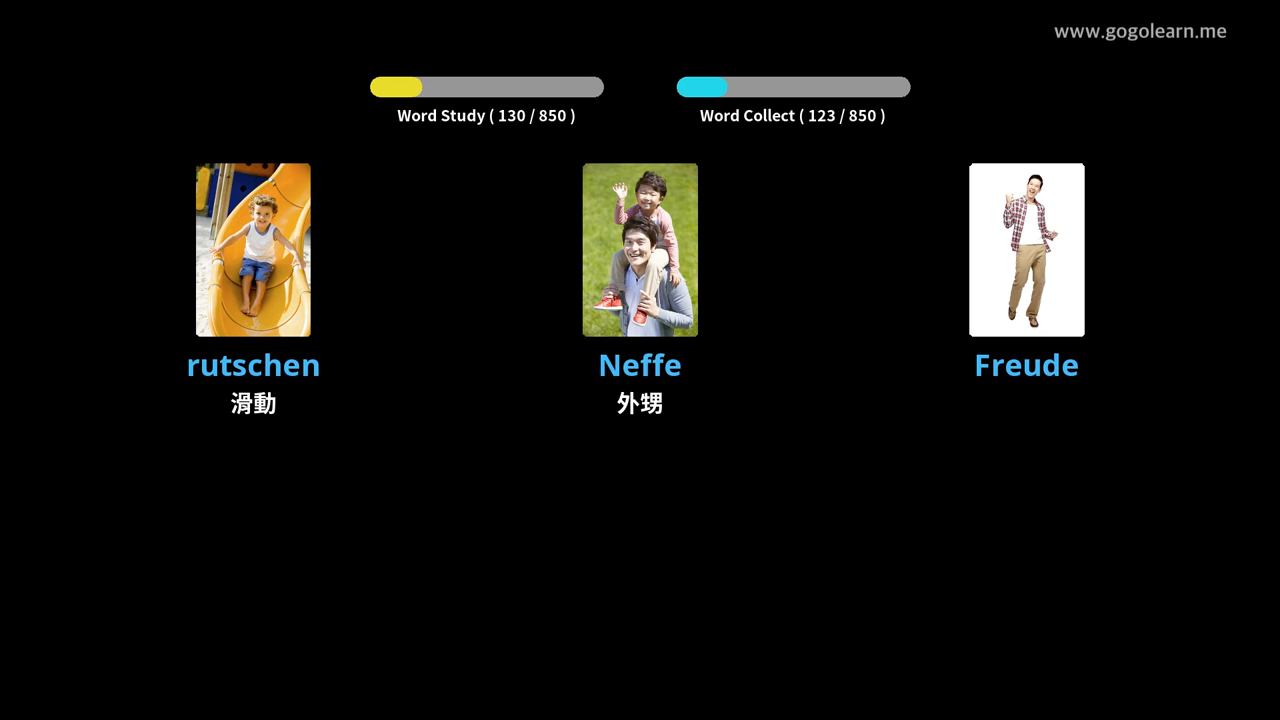 www.gogolearn.me
Word Study ( 130 / 850 )
Word Collect ( 123 / 850 )
rutschen
滑動
Neffe
外甥
Freude